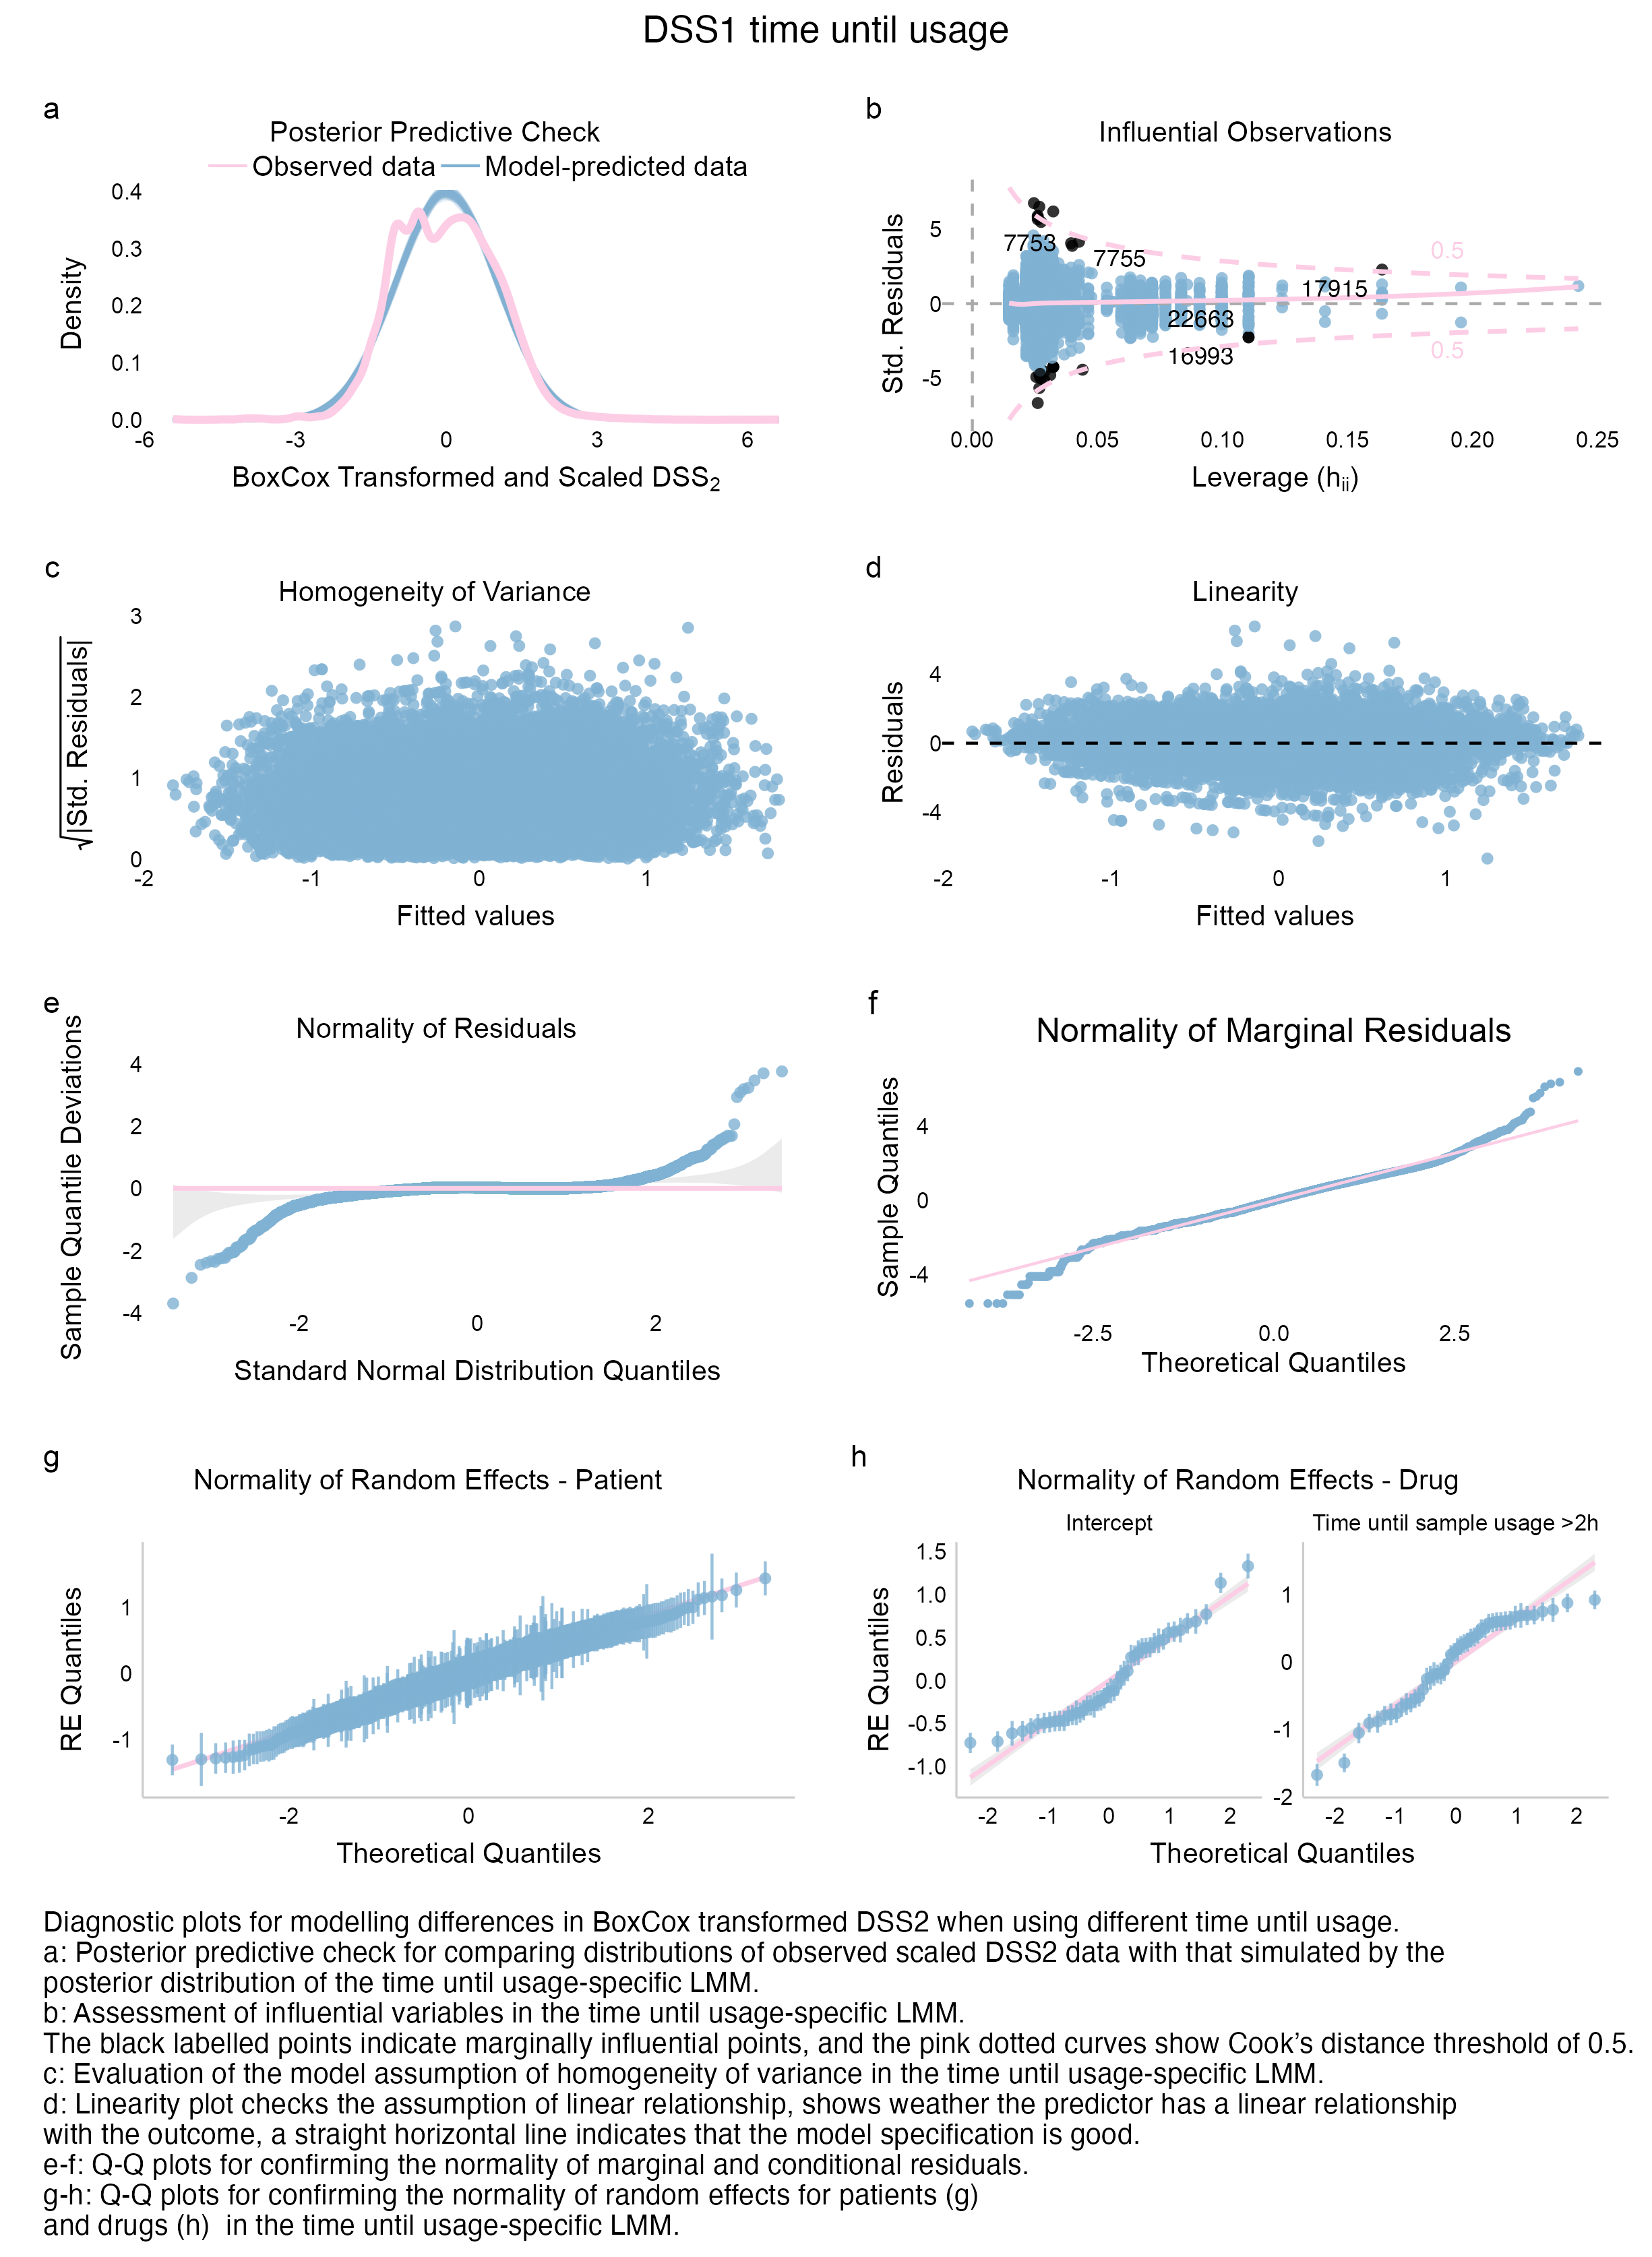 DSS1 time until usage
a
Posterior Predictive Check
Observed data
Model-predicted data
Density
0.4
0.3
0.2
0.1
0.0
-6
-3
0
3
6
BoxCox Transformed and Scaled DSS₂
b
Influential Observations
Std. Residuals
5
0
-5
7753
7755
17915
22663
16993
0.5
0.5
0.00
0.05
0.10
0.15
0.20
0.25
Leverage (hᵢᵢ)
c
Homogeneity of Variance
√|Std. Residuals|
3
2
1
0
-2
-1
0
1
Fitted values
d
Linearity
Residuals
4
0
-4
-2
-1
0
1
Fitted values
e
Normality of Residuals
Sample Quantile Deviations
4
2
0
-2
-4
-2
0
2
Standard Normal Distribution Quantiles
f
Normality of Marginal Residuals
Sample Quantiles
4
0
-4
-2.5
0.0
2.5
Theoretical Quantiles
g
Normality of Random Effects - Patient
RE Quantiles
1
0
-1
-2
0
2
Theoretical Quantiles
h
Normality of Random Effects - Drug
Intercept
Time until sample usage >2h
RE Quantiles
1.5
1.0
0.5
0.0
-0.5
-1.0
-2
-1
0
1
2
1
0
-1
-2
-2
-1
0
1
2
Theoretical Quantiles
Diagnostic plots for modelling differences in BoxCox transformed DSS2 when using different time until usage.
a: Posterior predictive check for comparing distributions of observed scaled DSS2 data with that simulated by the
posterior distribution of the time until usage-specific LMM.
b: Assessment of influential variables in the time until usage-specific LMM.
The black labelled points indicate marginally influential points, and the pink dotted curves show Cook's distance threshold of 0.5.
c: Evaluation of the model assumption of homogeneity of variance in the time until usage-specific LMM.
d: Linearity plot checks the assumption of linear relationship, shows weather the predictor has a linear relationship
with the outcome, a straight horizontal line indicates that the model specification is good.
e-f: Q-Q plots for confirming the normality of marginal and conditional residuals.
g-h: Q-Q plots for confirming the normality of random effects for patients (g)
and drugs (h)  in the time until usage-specific LMM.